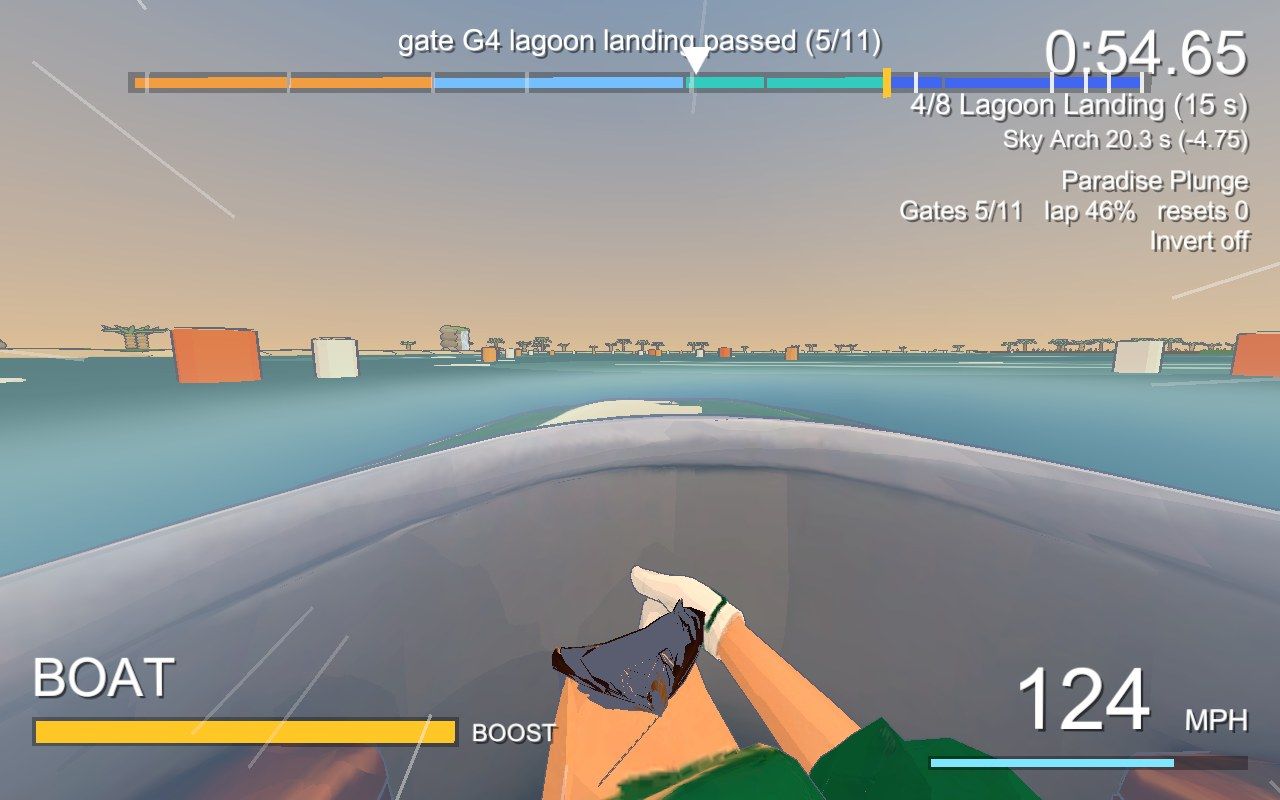 gate G4 lagoon landing passed (5/11)
0:54.65
4/8 Lagoon Landing (15 s)
Sky Arch 20.3 s (-4.75)
Paradise Plunge
Gates 5/11 lap 46% resets 0
Invert off
BOAT
BOOST
124 MPH